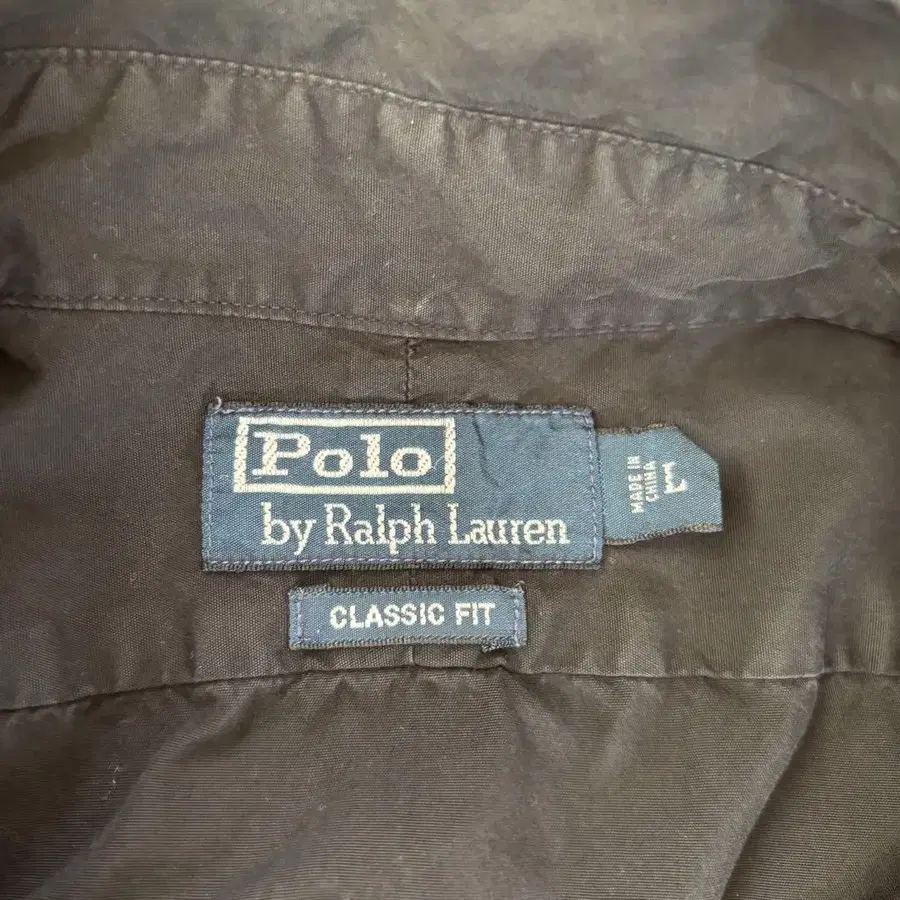 Polo
by Ralph Lauren
MADE IN
CHINA
L
CLASSIC FIT